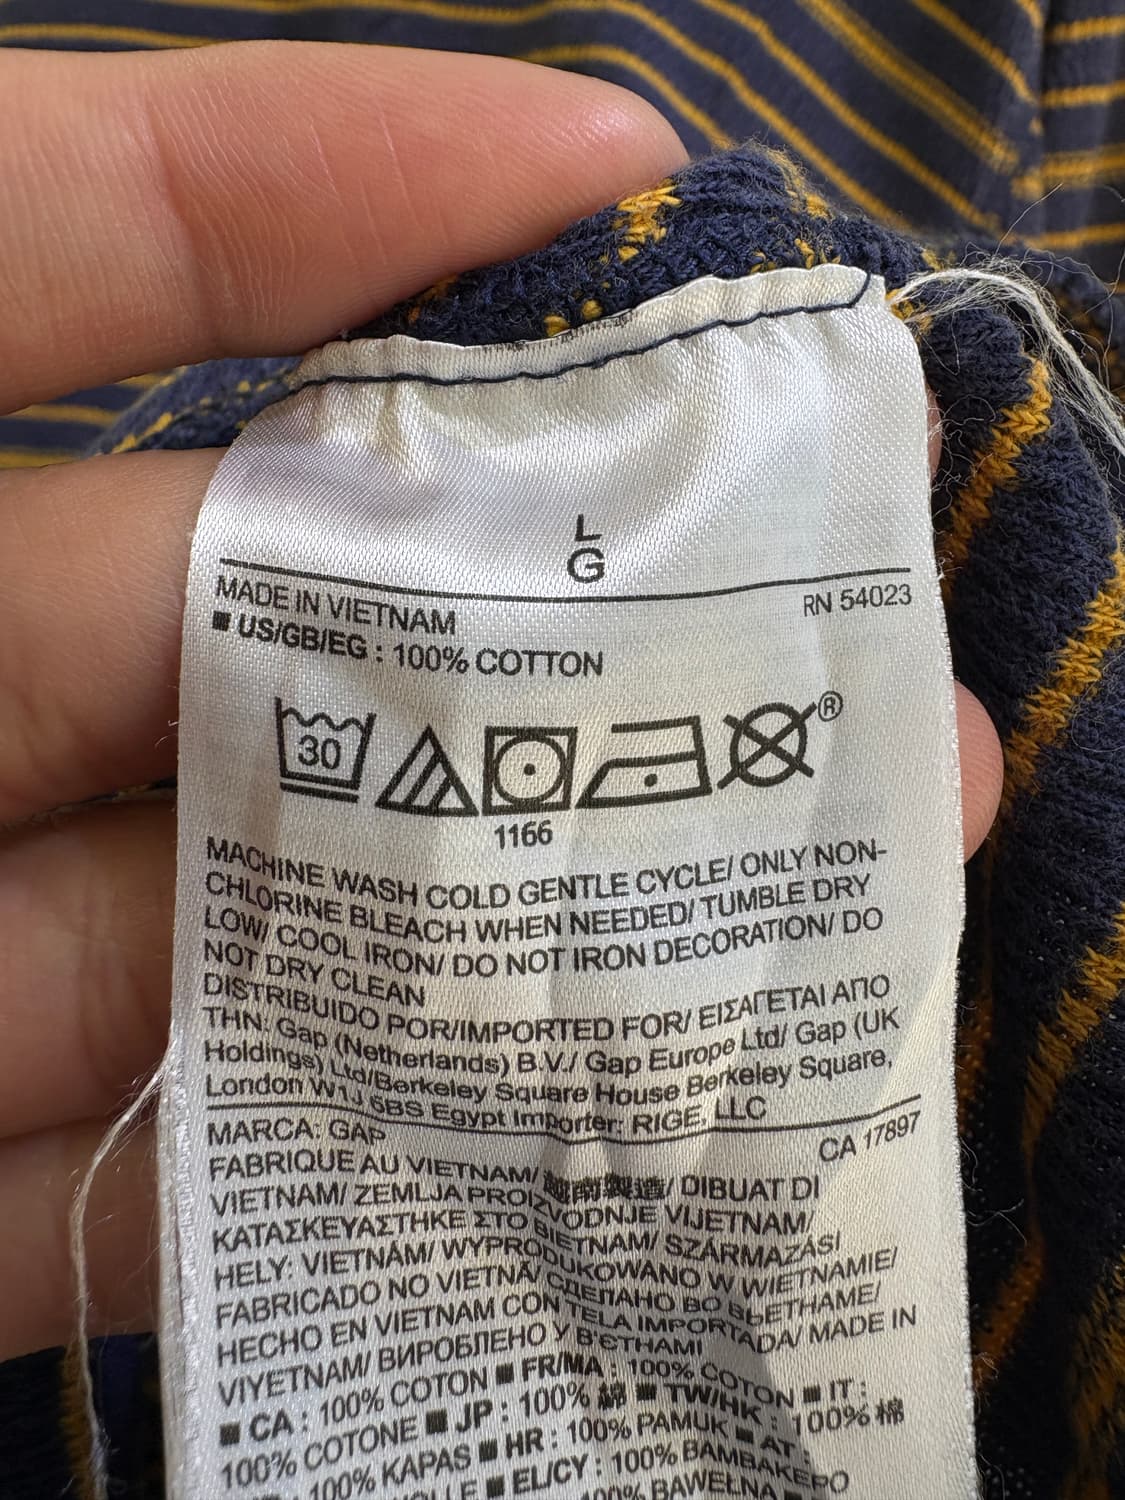 L
G
MADE IN VIETNAM
RN 54023
■ US/GB/EG : 100% COTTON
30
®
1166
MACHINE WASH COLD GENTLE CYCLE/ ONLY NON-
CHLORINE BLEACH WHEN NEEDED/ TUMBLE DRY
LOW/ COOL IRON/ DO NOT IRON DECORATION/ DO
NOT DRY CLEAN
DISTRIBUIDO POR/IMPORTED FOR/ ΕΙΣΑΓΕΤΑΙ ΑΠΟ
ΤΗΝ: Gap (Netherlands) B.V./ Gap Europe Ltd/ Gap (UK
Holdings) Ltd/Berkeley Square House Berkeley Square,
London W1J 6BS Egypt Importer: RIGE, LLC
MARCA: GAP
CA 17897
FABRIQUE AU VIETNAM/ 越南製造/ DIBUAT DI
VIETNAM/ ZEMLJA PROIZVODNJE VIJETNAM/
ΚΑΤΑΣΚΕΥΑΣΤΗΚΕ ΣΤΟ ΒΙΕΤΝΑΜ/ SZÁRMAZÁSI
HELY: VIETNÁM/ WYPRODUKOWANO W WIETNAMIE/
FABRICADO NO VIETNÃ/ СДЕЛАНО ВО ВЬЕТНАМЕ/
HECHO EN VIETNAM CON TELA IMPORTADA/ MADE IN
VIYETNAM/ ВИРОБЛЕНО У В'ЄТНАМІ
■ CA : 100% COTON ■ FR/MA : 100% COTON ■ IT :
100% COTONE ■ JP : 100% 綿 ■ TW/HK : 100% 棉
: 100% KAPAS ■ HR : 100% PAMUK ■ AT :
■ EL/CY : 100% ΒΑΜΒΑΚΕΡΟ
100% BAWEŁNA